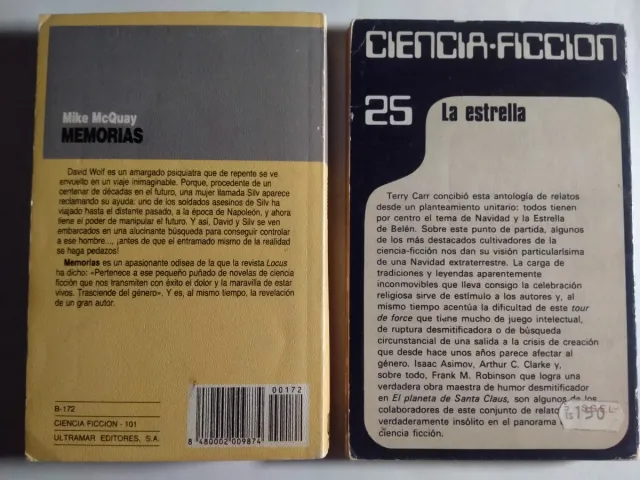 Mike McQuay
MEMORIAS
David Wolf es un amargado psiquiatra que de repente se ve
envuelto en un viaje inimaginable. Porque, procedente de un
centenar de décadas en el futuro, una mujer llamada Silv aparece
reclamando su ayuda: uno de los soldados asesinos de Silv ha
viajado hasta el distante pasado, a la época de Napoleón, y ahora
tiene el poder de manipular el futuro. Y así, David y Silv se ven
embarcados en una alucinante búsqueda para conseguir controlar
a ese hombre..., ¡antes de que el entramado mismo de la realidad
se haga pedazos!
Memorias es un apasionante odisea de la que la revista Locus
ha dicho: «Pertenece a ese pequeño puñado de novelas de ciencia
ficción que nos transmiten con éxito el dolor y la maravilla de estar
vivos. Trasciende del género». Y es, al mismo tiempo, la revelación
de un gran autor.
B-172
CIENCIA FICCION - 101
ULTRAMAR EDITORES, S.A.
00172
8 480002 009874
CIENCIA·FICCION
25 La estrella
Terry Carr concibió esta antología de relatos
desde un planteamiento unitario: todos tienen
por centro el tema de Navidad y la Estrella
de Belén. Sobre este punto de partida, algunos
de los más destacados cultivadores de la
ciencia-ficción nos dan su visión particularísima
de una Navidad extraterrestre. La carga de
tradiciones y leyendas aparentemente
inconmovibles que lleva consigo la celebración
religiosa sirve de estímulo a los autores y, al
mismo tiempo acentúa la dificultad de este tour
de force que tiene mucho de juego intelectual,
de ruptura desmitificadora o de búsqueda
circunstancial de una salida a la crisis de creación
que desde hace unos años parece afectar al
género. Isaac Asimov, Arthur C. Clarke y,
sobre todo, Frank M. Robinson que logra una
verdadera obra maestra de humor desmitificador
en El planeta de Santa Claus, son algunos de los
colaboradores de este conjunto de relatos
verdaderamente insólito en el panorama
ciencia ficción.
150